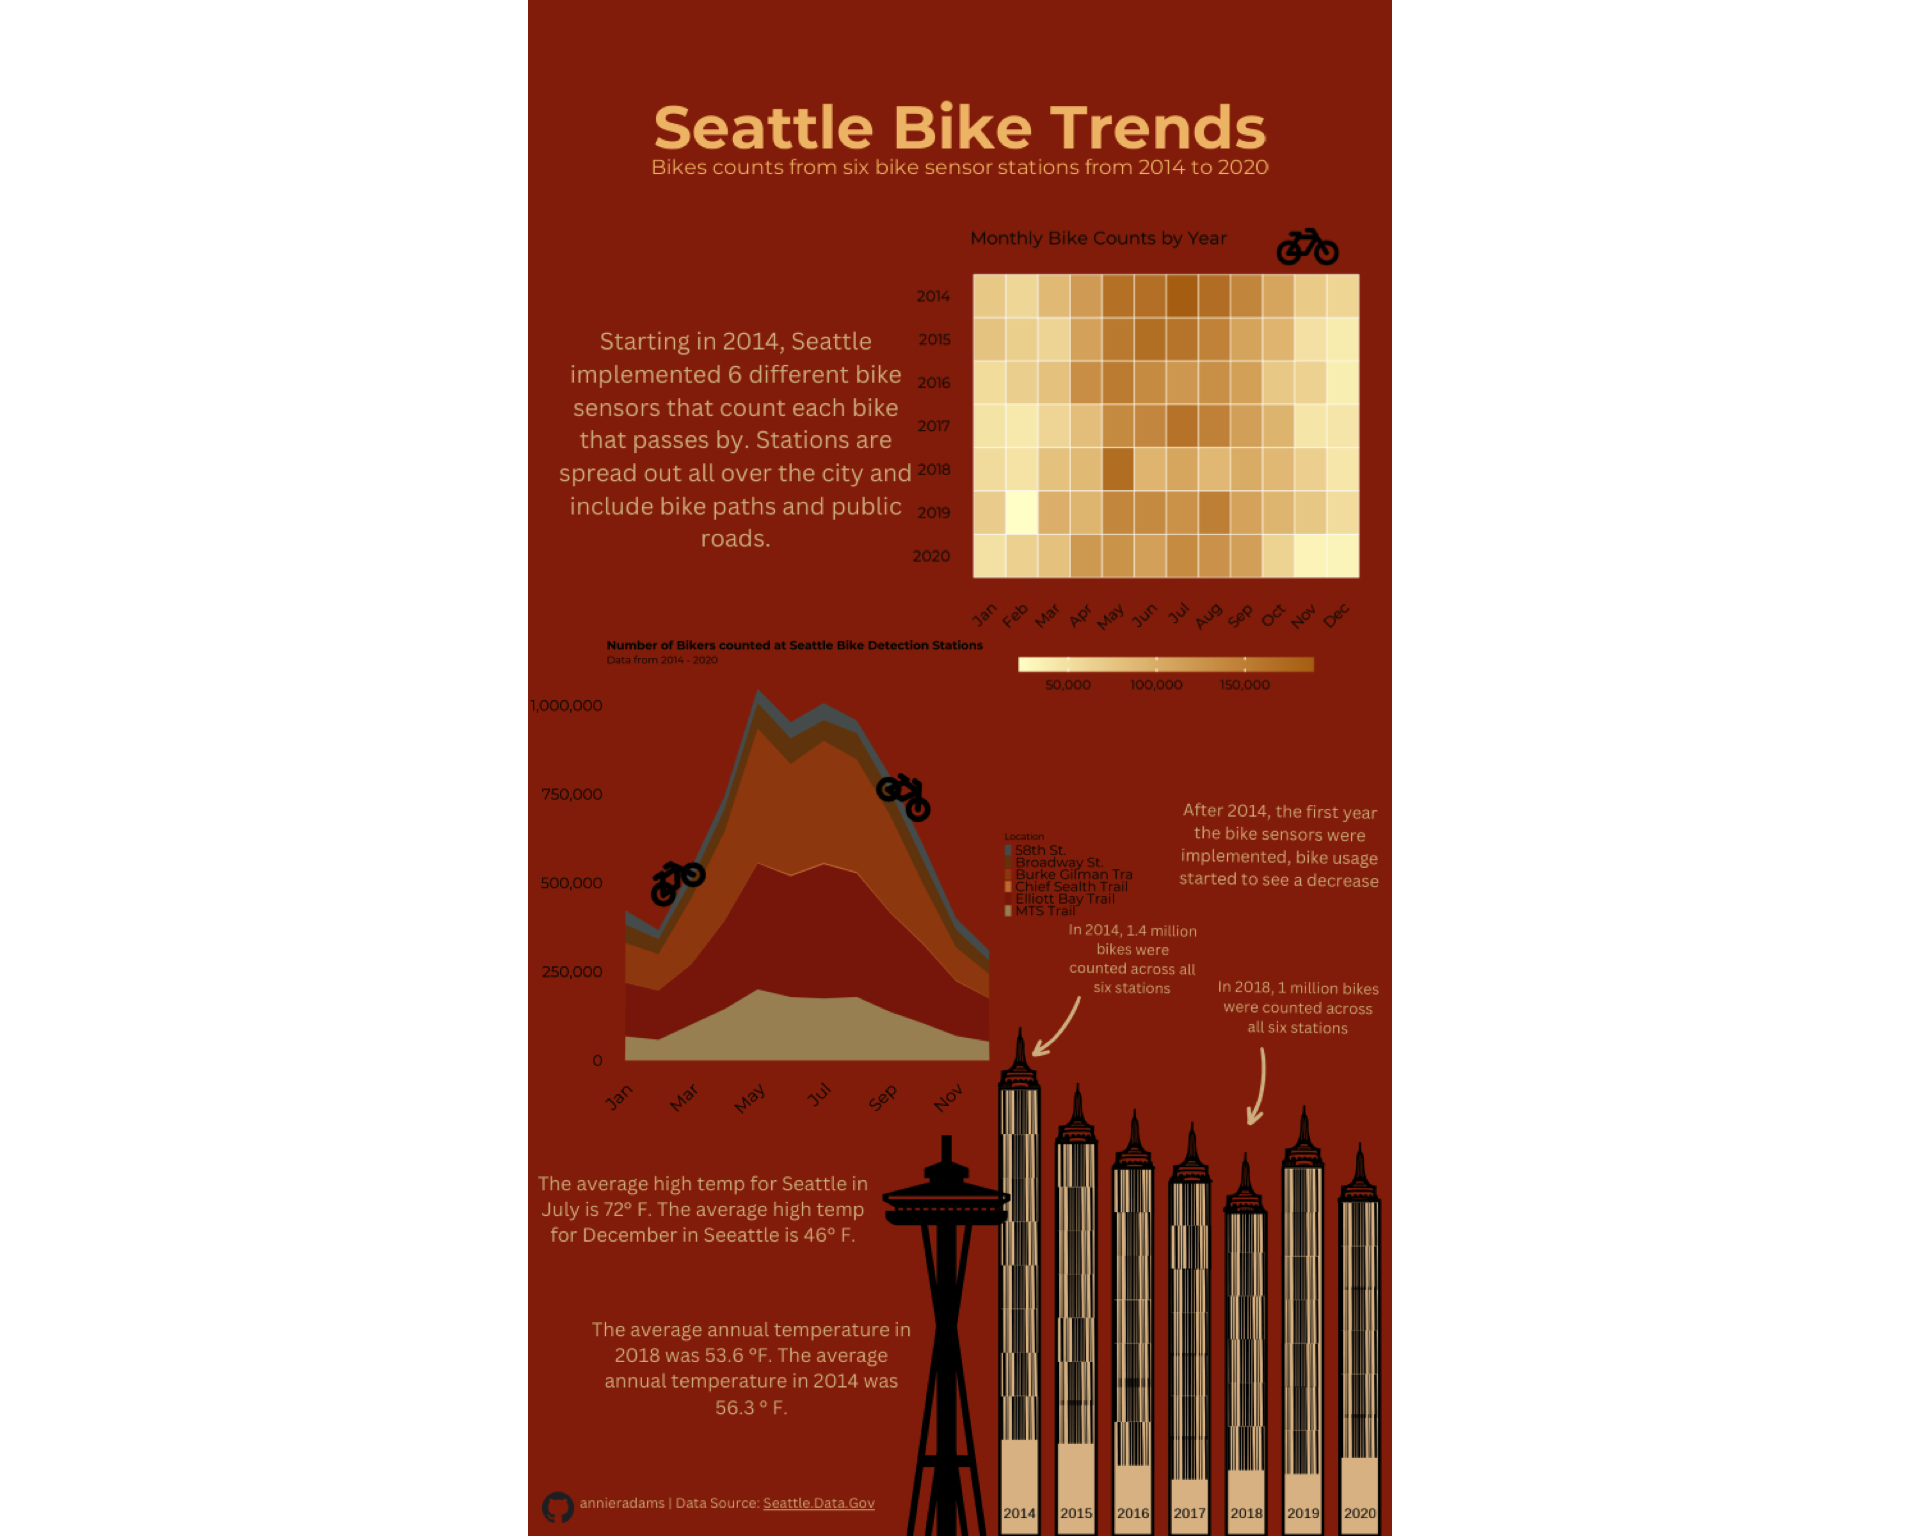 Seattle Bike Trends
Bikes counts from six bike sensor stations from 2014 to 2020
Monthly Bike Counts by Year
Starting in 2014, Seattle
implemented 6 different bike
sensors that count each bike
that passes by. Stations are
spread out all over the city and
include bike paths and public
roads.
2014
2015
2016
2017
2018
2019
2020
Jan Feb Mar Apr May Jun Jul Aug Sep Oct Nov Dec
50,000 100,000 150,000
Number of Bikers counted at Seattle Bike Detection Stations
Data from 2014 - 2020
1,000,000
750,000
500,000
250,000
0
Jan Mar May Jul Sep Nov
Location
58th St.
Broadway St.
Burke Gilman Tra
Chief Sealth Trail
Elliott Bay Trail
MTS Trail
After 2014, the first year
the bike sensors were
implemented, bike usage
started to see a decrease
In 2014, 1.4 million
bikes were
counted across all
six stations
In 2018, 1 million bikes
were counted across
all six stations
The average high temp for Seattle in
July is 72° F. The average high temp
for December in Seeattle is 46° F.
The average annual temperature in
2018 was 53.6 °F. The average
annual temperature in 2014 was
56.3 ° F.
annieradams | Data Source: Seattle.Data.Gov
2014 2015 2016 2017 2018 2019 2020